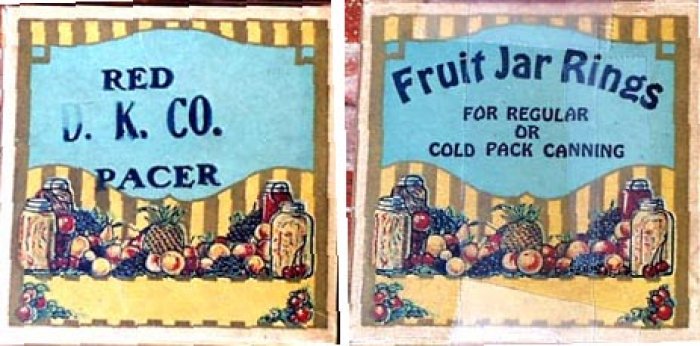 RED
D. K. CO.
PACER
Fruit Jar Rings
FOR REGULAR
OR
COLD PACK CANNING